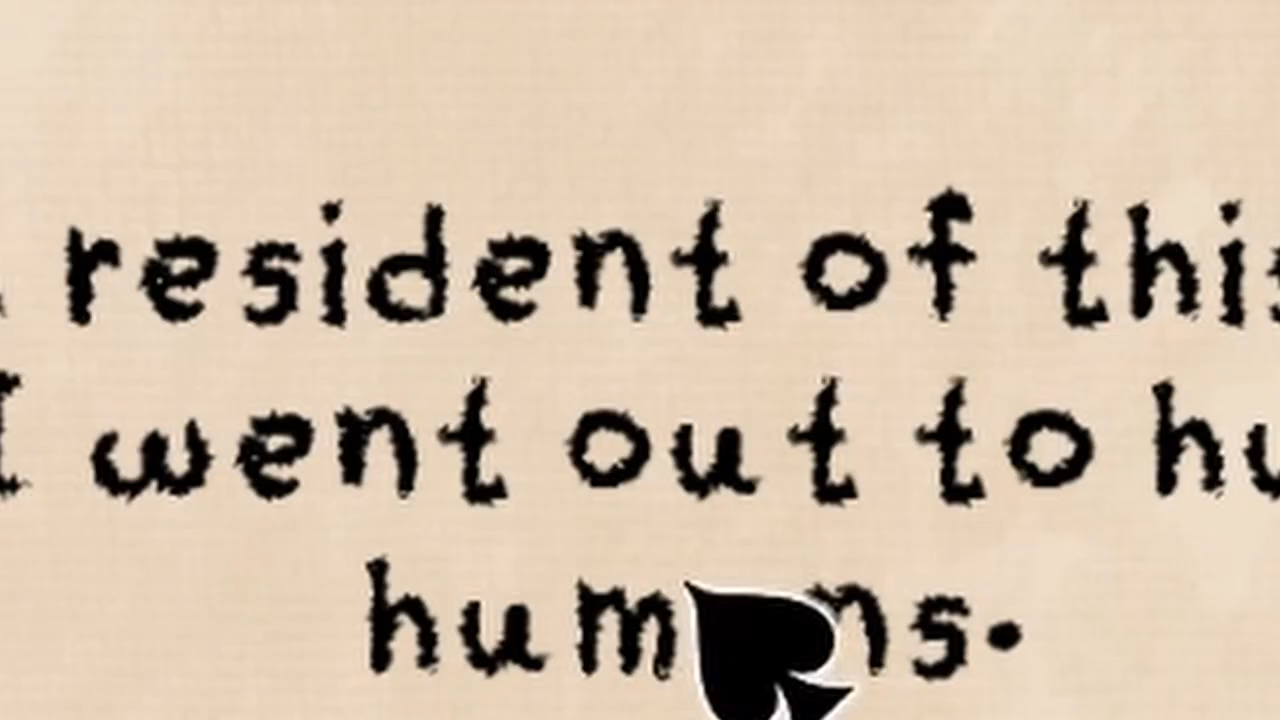 resident of this
I went out to hu
humans.